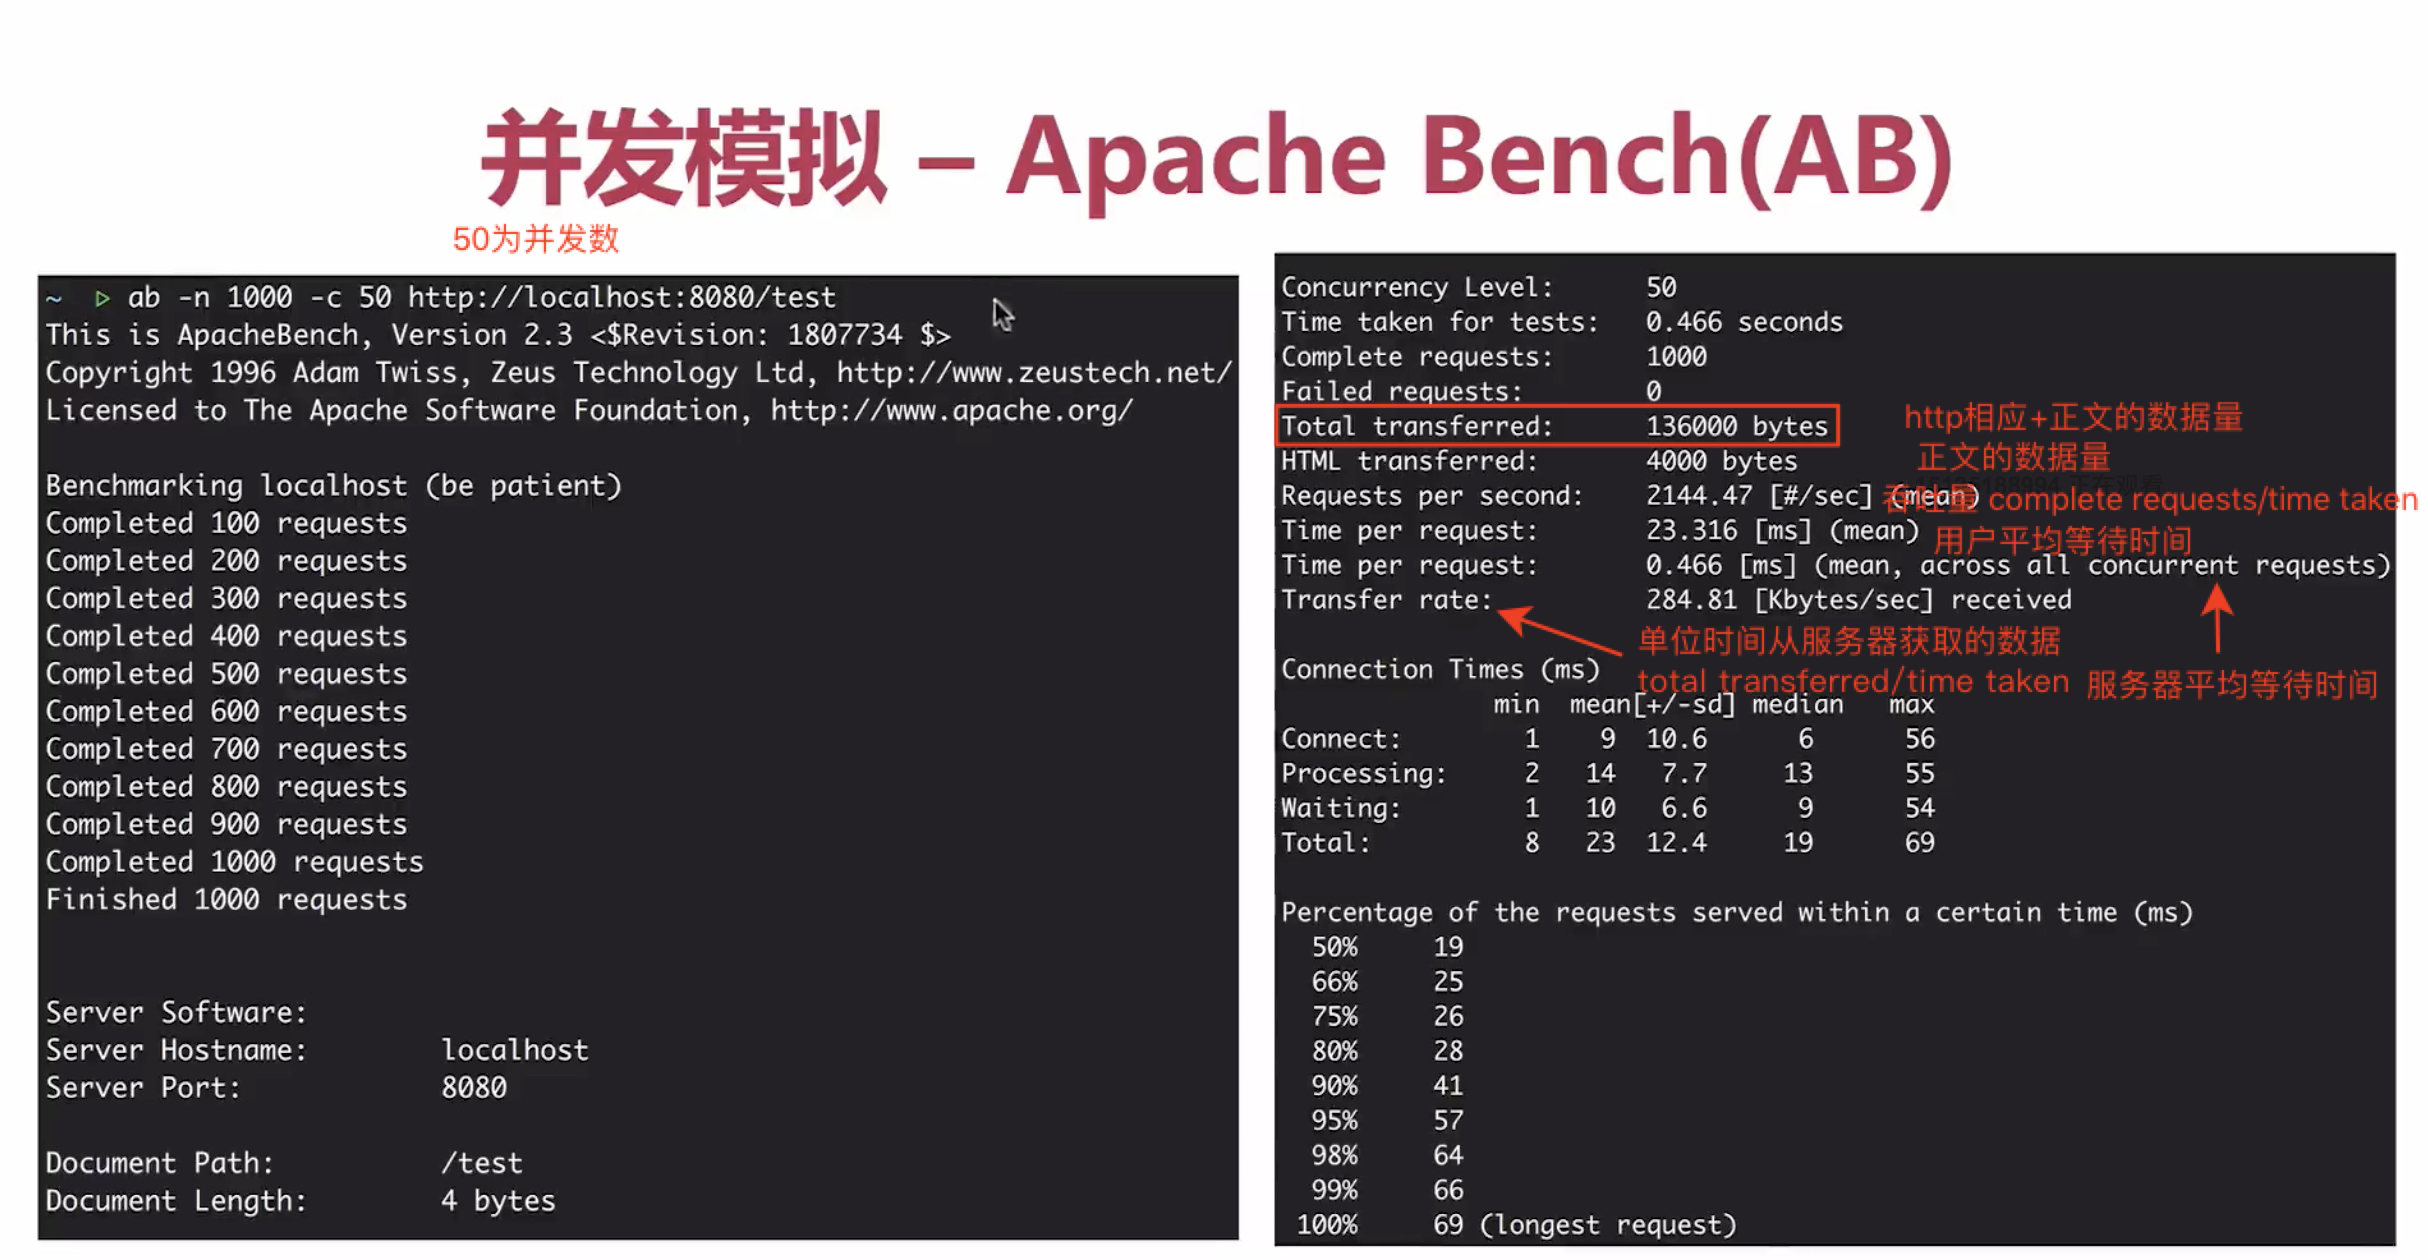 并发模拟 – Apache Bench(AB)
50为并发数
~ ▷ ab -n 1000 -c 50 http://localhost:8080/test
This is ApacheBench, Version 2.3 <$Revision: 1807734 $>
Copyright 1996 Adam Twiss, Zeus Technology Ltd, http://www.zeustech.net/
Licensed to The Apache Software Foundation, http://www.apache.org/
Benchmarking localhost (be patient)
Completed 100 requests
Completed 200 requests
Completed 300 requests
Completed 400 requests
Completed 500 requests
Completed 600 requests
Completed 700 requests
Completed 800 requests
Completed 900 requests
Completed 1000 requests
Finished 1000 requests
Server Software:
Server Hostname: localhost
Server Port: 8080
Document Path: /test
Document Length: 4 bytes
Concurrency Level: 50
Time taken for tests: 0.466 seconds
Complete requests: 1000
Failed requests: 0
Total transferred: 136000 bytes http相应+正文的数据量
HTML transferred: 4000 bytes 正文的数据量
Requests per second: 2144.47 [#/sec] (mean) 吞吐量 complete requests/time taken
Time per request: 23.316 [ms] (mean) 用户平均等待时间
Time per request: 0.466 [ms] (mean, across all concurrent requests)
Transfer rate: 284.81 [Kbytes/sec] received
单位时间从服务器获取的数据
total transferred/time taken 服务器平均等待时间
Connection Times (ms)
min mean[+/-sd] median max
Connect: 1 9 10.6 6 56
Processing: 2 14 7.7 13 55
Waiting: 1 10 6.6 9 54
Total: 8 23 12.4 19 69
Percentage of the requests served within a certain time (ms)
50% 19
66% 25
75% 26
80% 28
90% 41
95% 57
98% 64
99% 66
100% 69 (longest request)